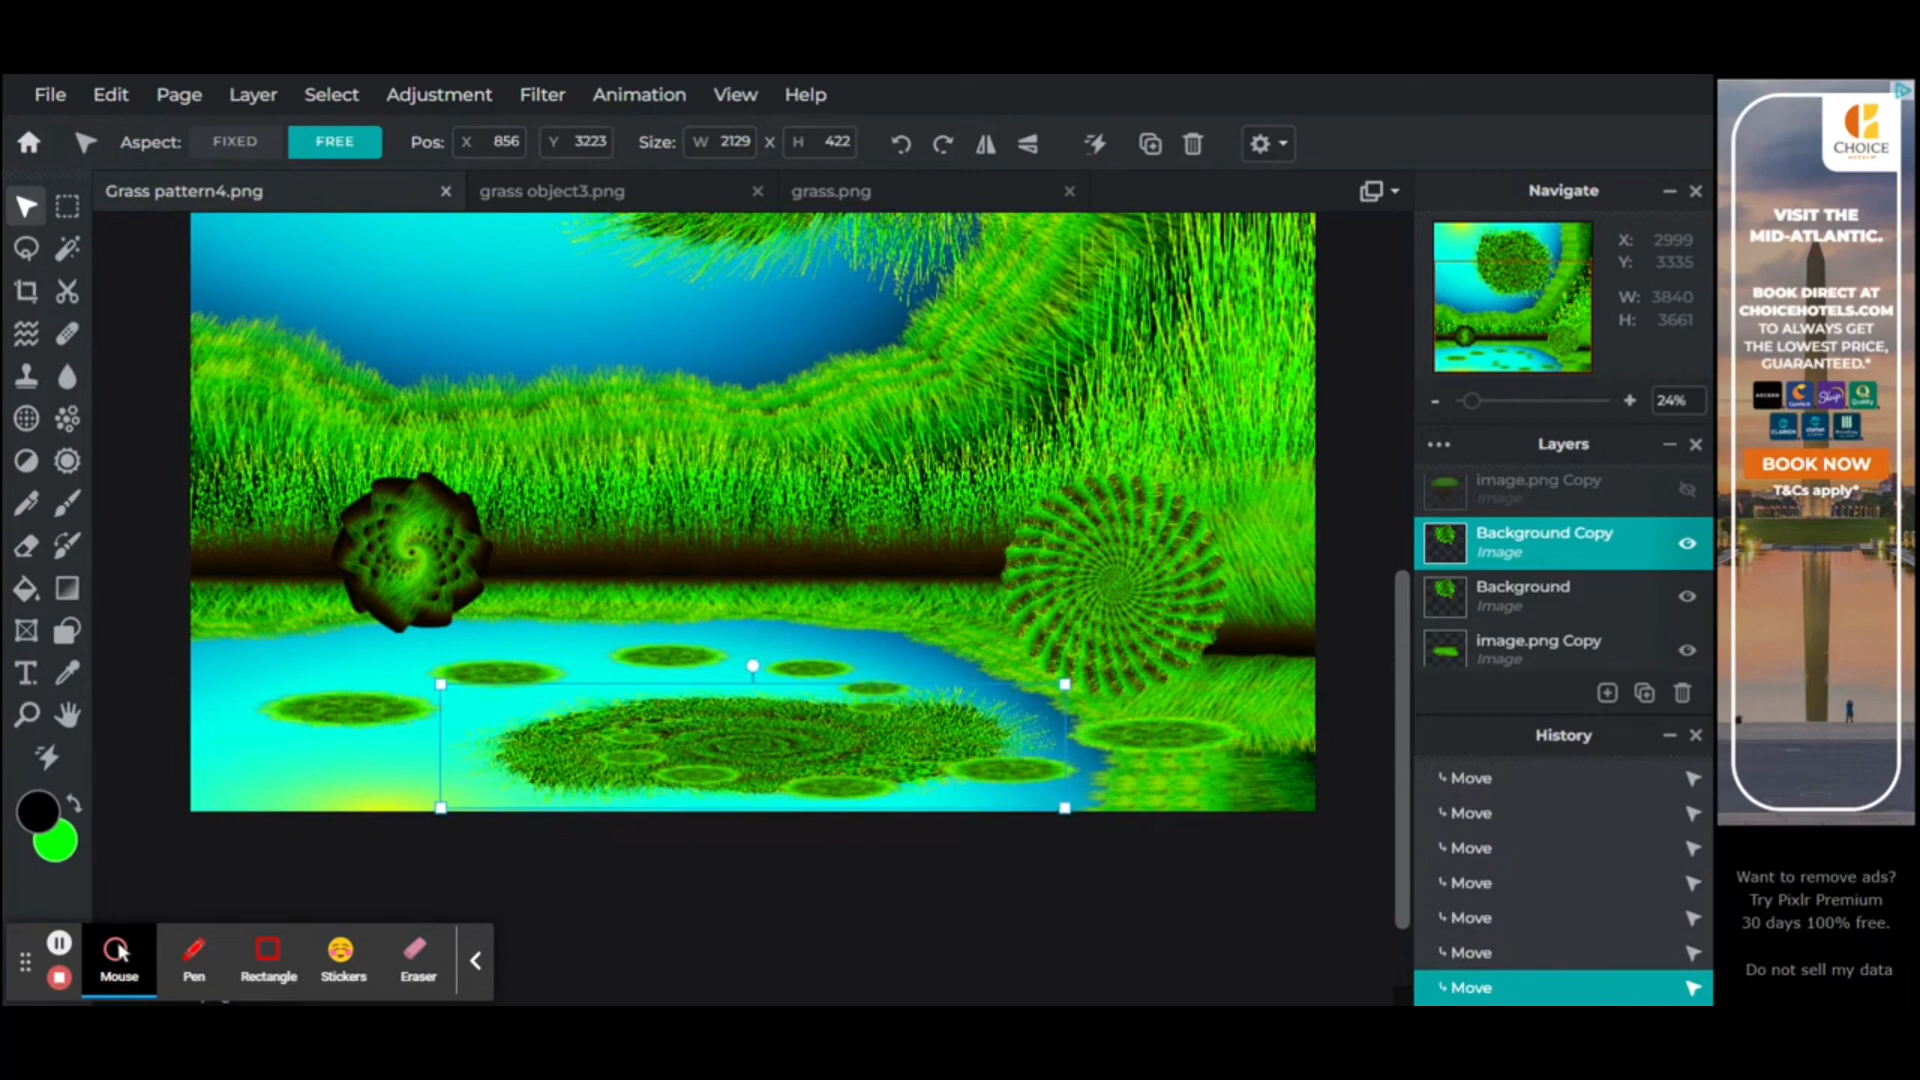 File Edit Page Layer Select Adjustment Filter Animation View Help
Aspect: FIXED FREE Pos: X 856 Y 3223 Size: W 2129 X H 422
Grass pattern4.png grass object3.png grass.png
Navigate
X: 2999
Y: 3335
W: 3840
H: 3661
- + 24%
Layers
image.png Copy
Image
Background Copy
Image
Background
Image
image.png Copy
Image
History
Move
Move
Move
Move
Move
Move
Move
Mouse Pen Rectangle Stickers Eraser
CHOICE
VISIT THE
MID-ATLANTIC.
BOOK DIRECT AT
CHOICEHOTELS.COM
TO ALWAYS GET
THE LOWEST PRICE,
GUARANTEED.*
BOOK NOW
T&Cs apply*
Want to remove ads?
Try Pixlr Premium
30 days 100% free.
Do not sell my data